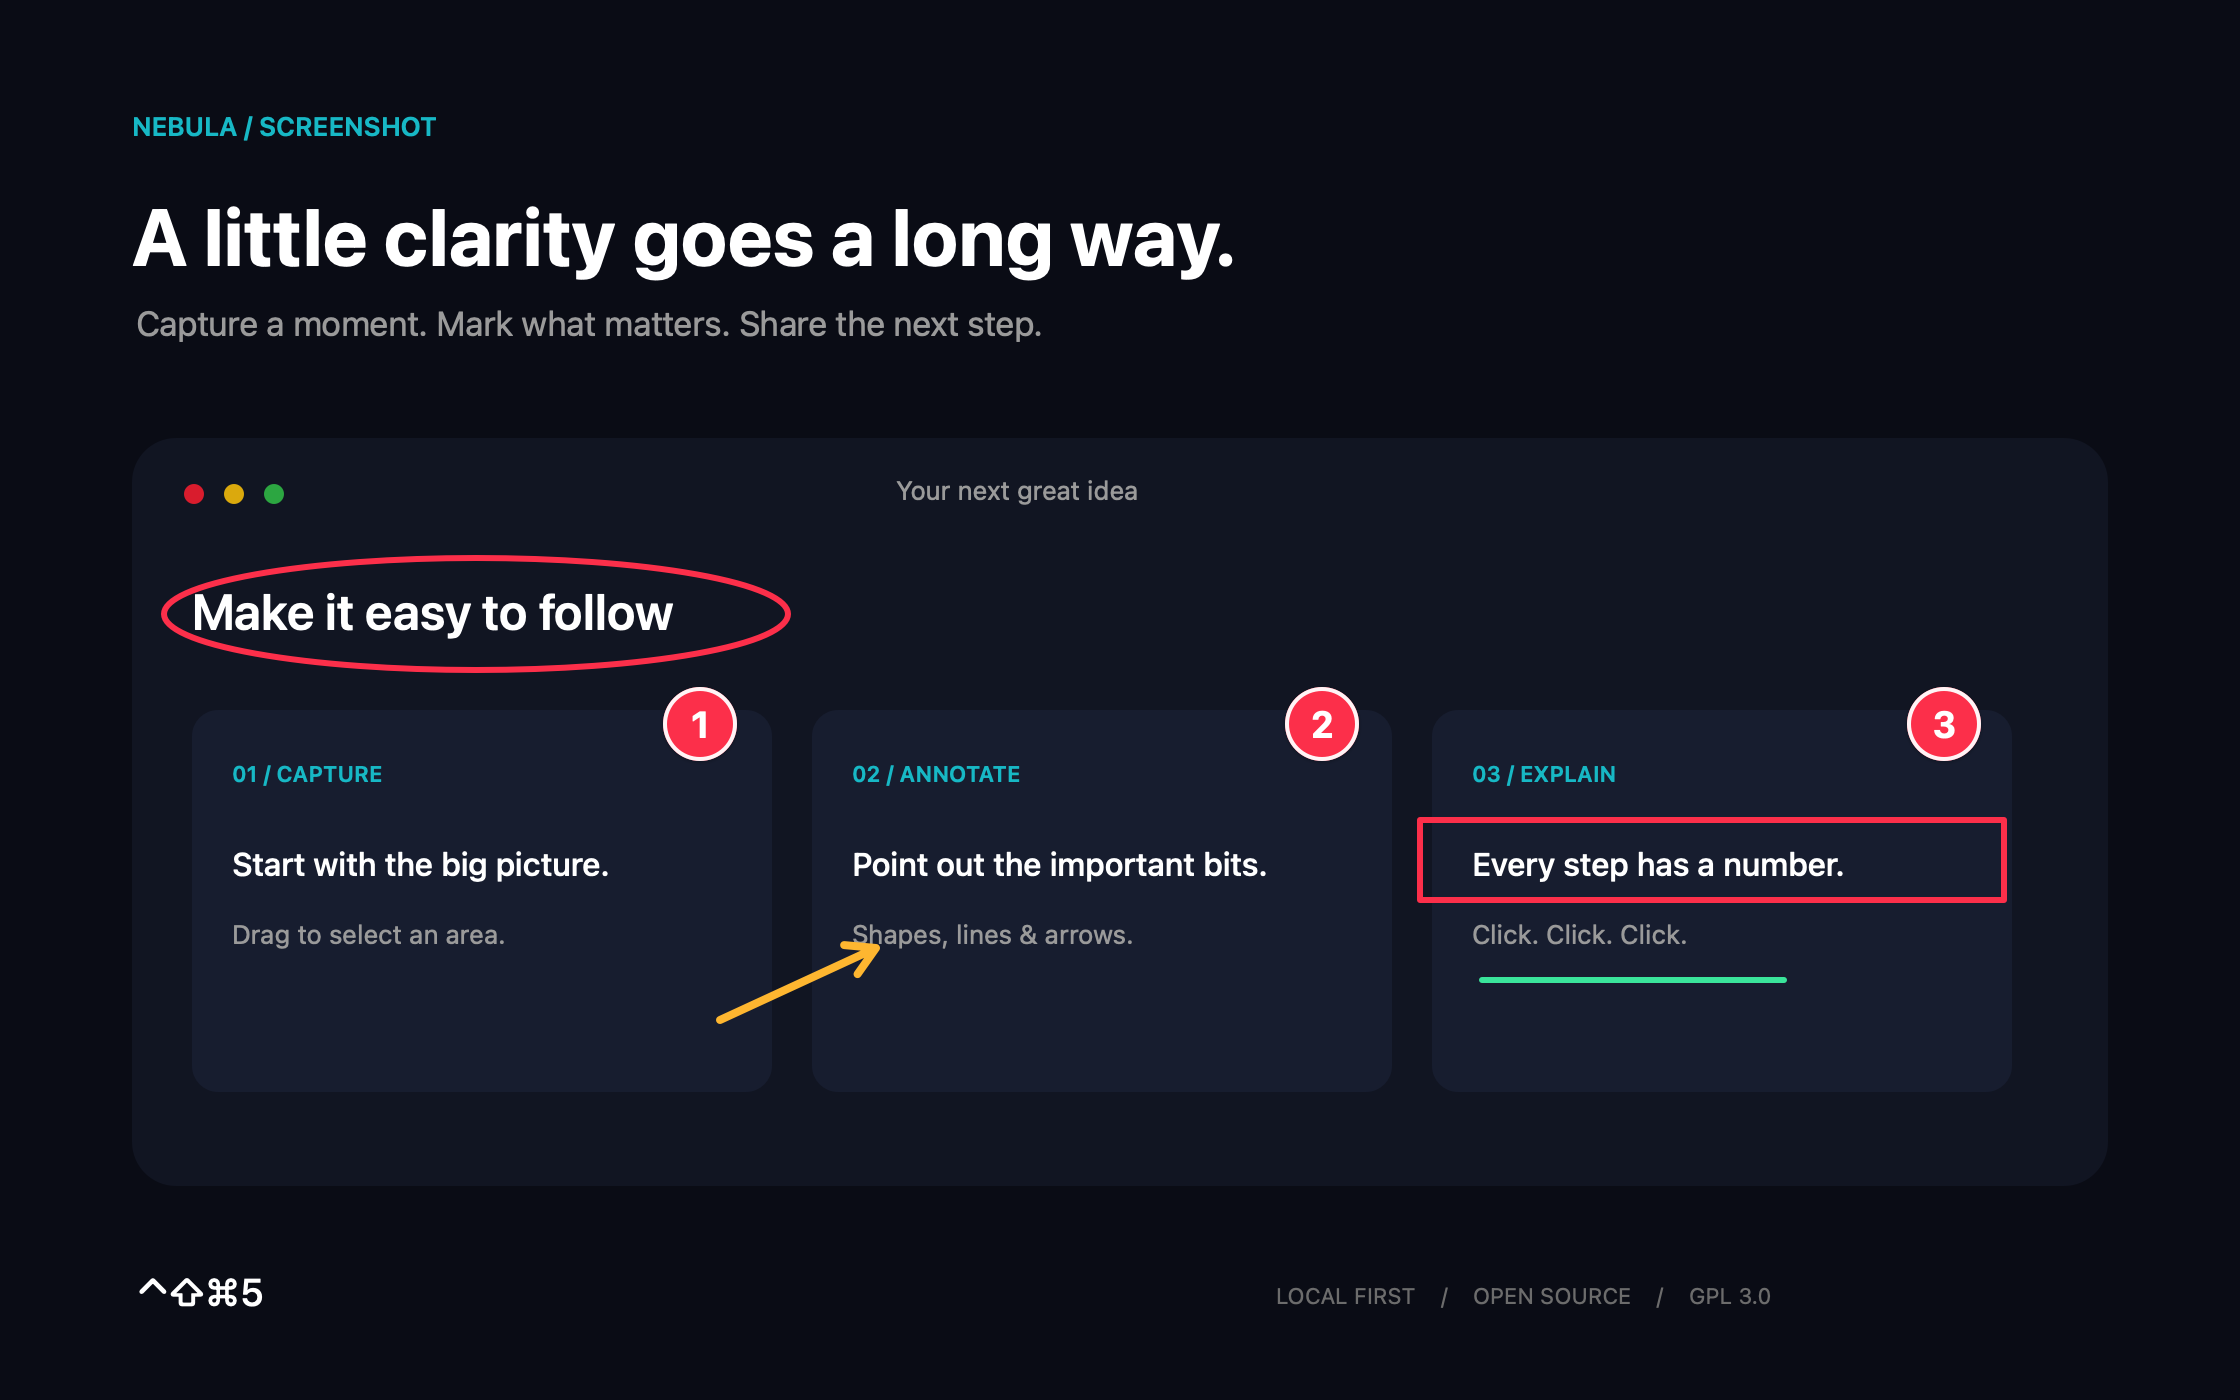 NEBULA / SCREENSHOT
A little clarity goes a long way.
Capture a moment. Mark what matters. Share the next step.
Your next great idea
Make it easy to follow
1
01 / CAPTURE
Start with the big picture.
Drag to select an area.
2
02 / ANNOTATE
Point out the important bits.
Shapes, lines & arrows.
3
03 / EXPLAIN
Every step has a number.
Click. Click. Click.
⌃⇧⌘5
LOCAL FIRST / OPEN SOURCE / GPL 3.0